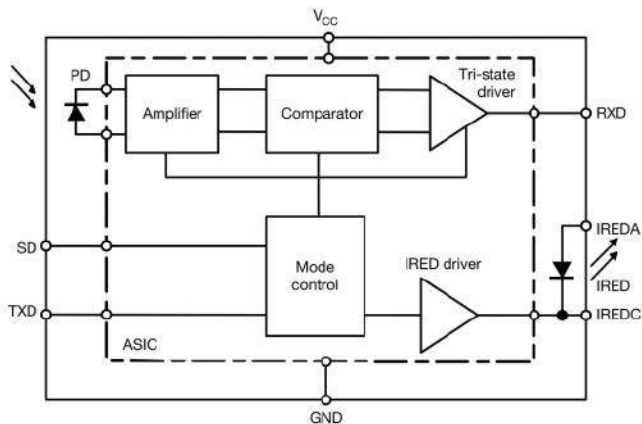 V_CC
PD
Amplifier
Comparator
Tri-state
driver
RXD
SD
Mode
control
IRED driver
IREDA
IRED
IREDC
TXD
ASIC
GND